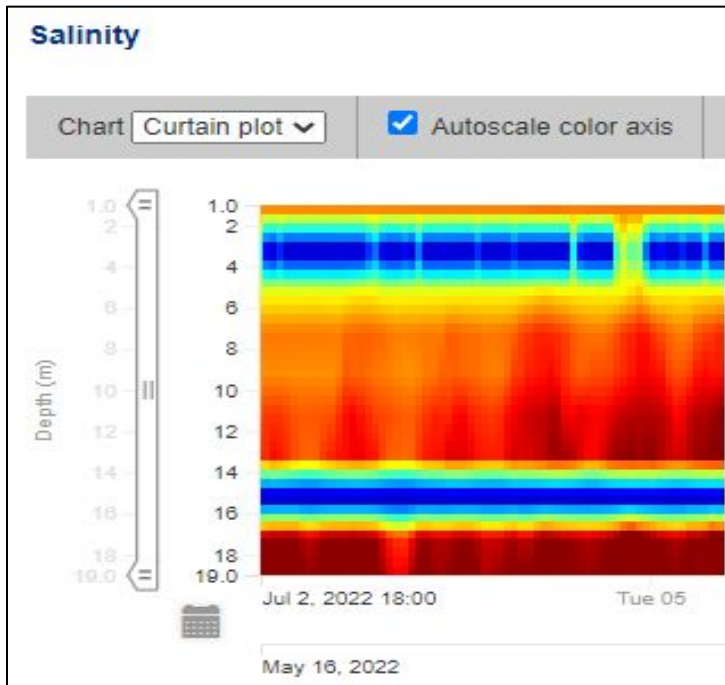 Salinity
Chart Curtain plot Autoscale color axis
1.0 1.0
2 2
4 4
6 6
8 8
10 10
12 12
14 14
16 16
18 18
19.0 19.0
Depth (m)
Jul 2, 2022 18:00 Tue 05
May 16, 2022